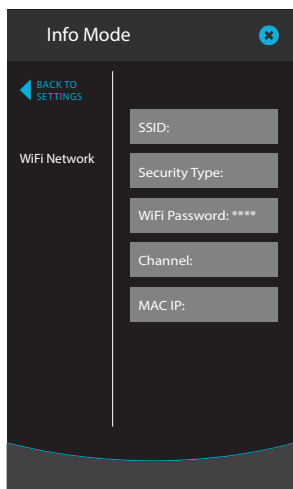 Info Mode
BACK TO
SETTINGS
WiFi Network
SSID:
Security Type:
WiFi Password: ****
Channel:
MAC IP: